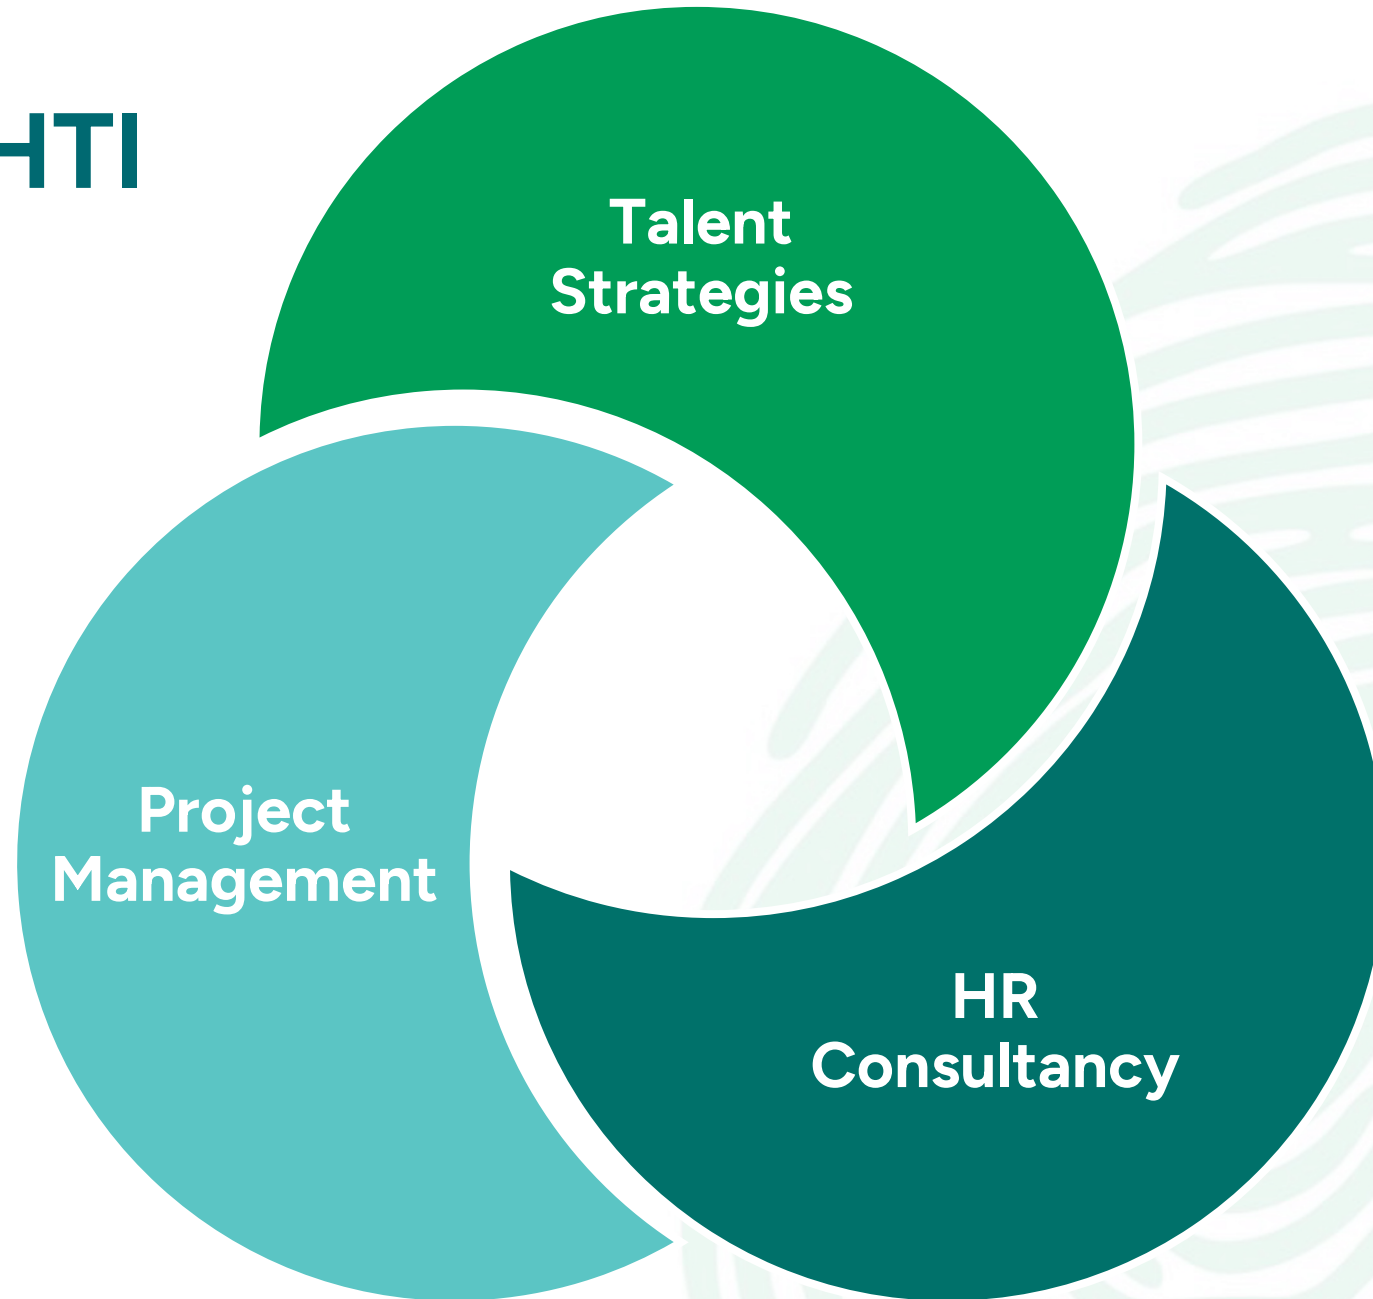 HTI
Talent
Strategies
Project
Management
HR
Consultancy